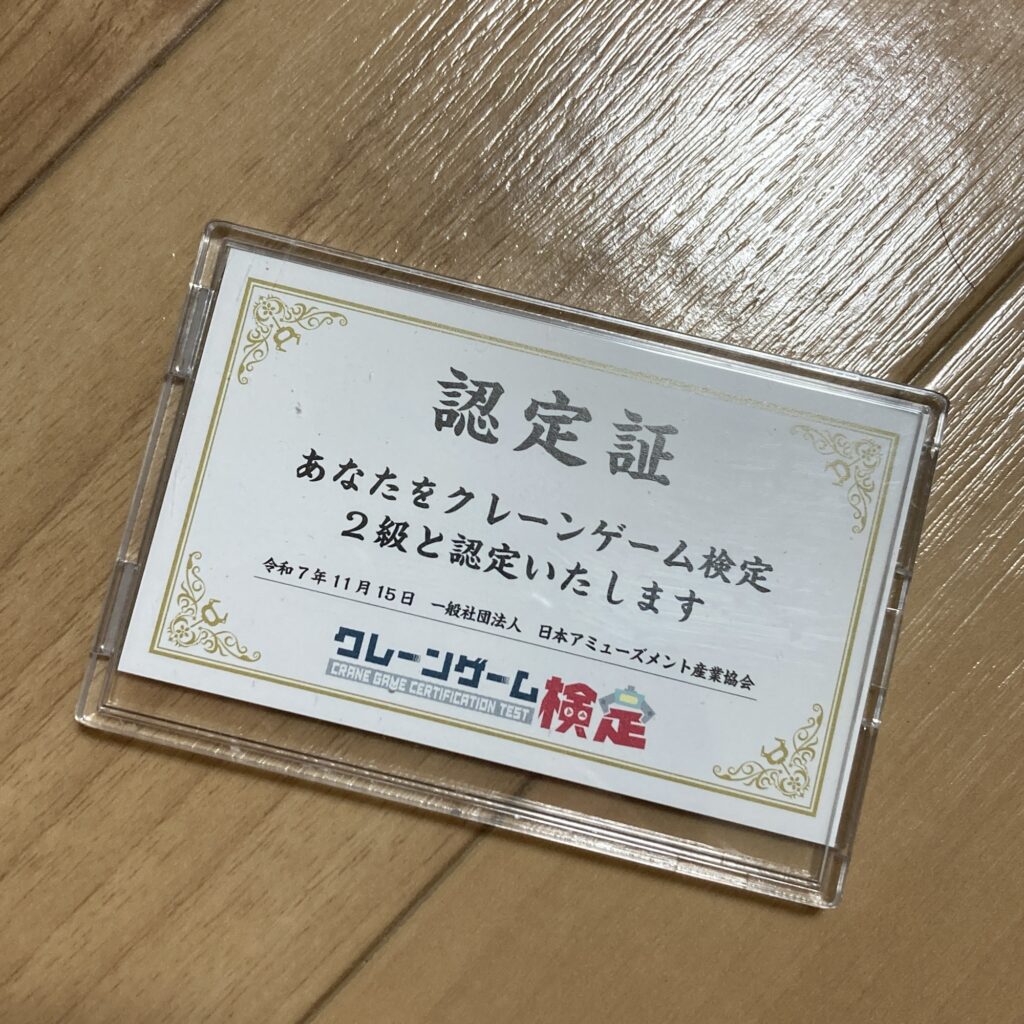 認定証
あなたをクレーンゲーム検定
２級と認定いたします
令和７年１１月１５日　一般社団法人　日本アミューズメント産業協会
クレーンゲーム検定
CRANE GAME CERTIFICATION TEST